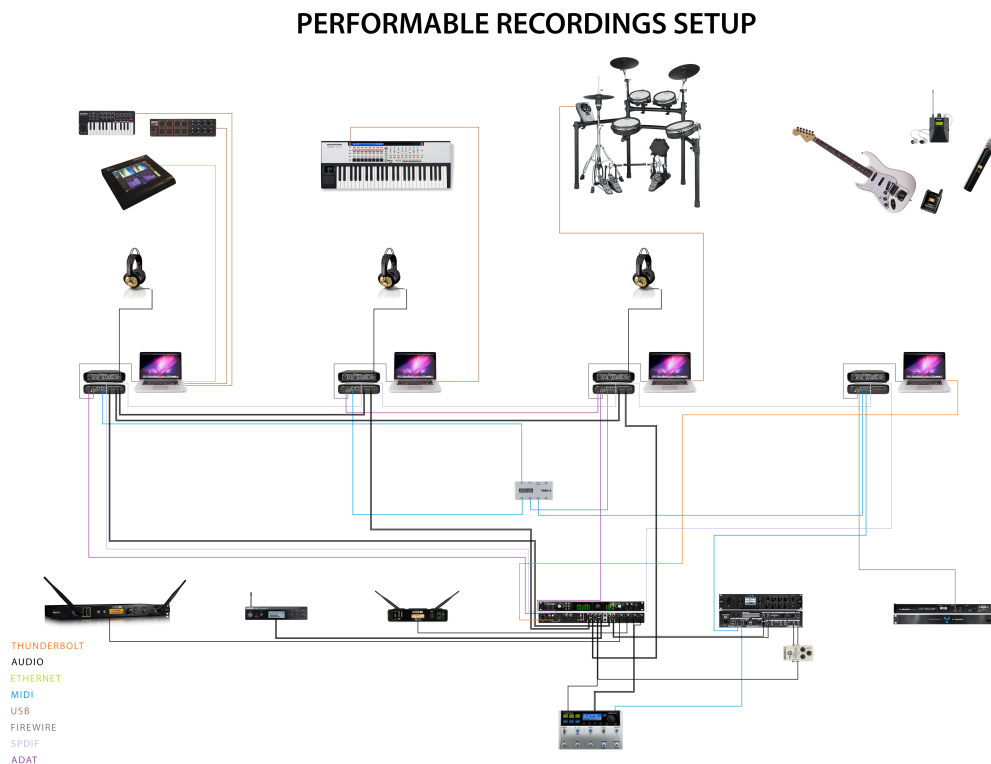 PERFORMABLE RECORDINGS SETUP
THUNDERBOLT
AUDIO
ETHERNET
MIDI
USB
FIREWIRE
SPDIF
ADAT